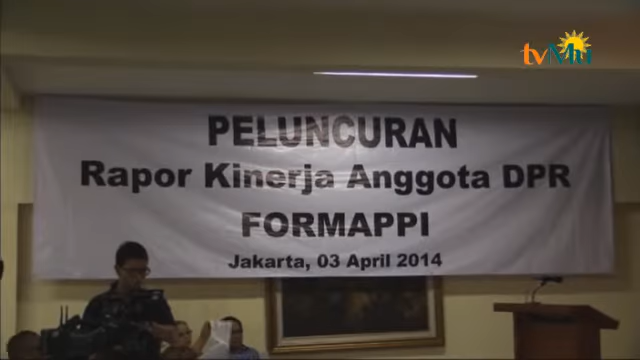 tvMu
PELUNCURAN
Rapor Kinerja Anggota DPR
FORMAPPI
Jakarta, 03 April 2014